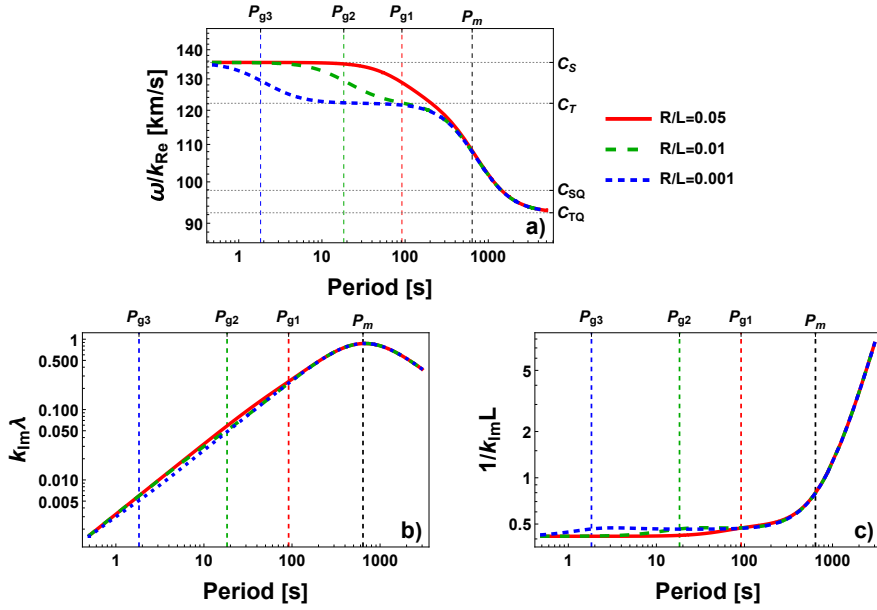 P_g3 P_g2 P_g1 P_m
140
130
120
110
100
90
ω/k_Re [km/s]
C_S
C_T
C_SQ
C_TQ
a)
1 10 100 1000
Period [s]
R/L=0.05
R/L=0.01
R/L=0.001
P_g3 P_g2 P_g1 P_m
1
0.500
0.100
0.050
0.010
0.005
k_Im λ
b)
1 10 100 1000
Period [s]
P_g3 P_g2 P_g1 P_m
5
2
1
0.5
1/k_Im L
c)
1 10 100 1000
Period [s]